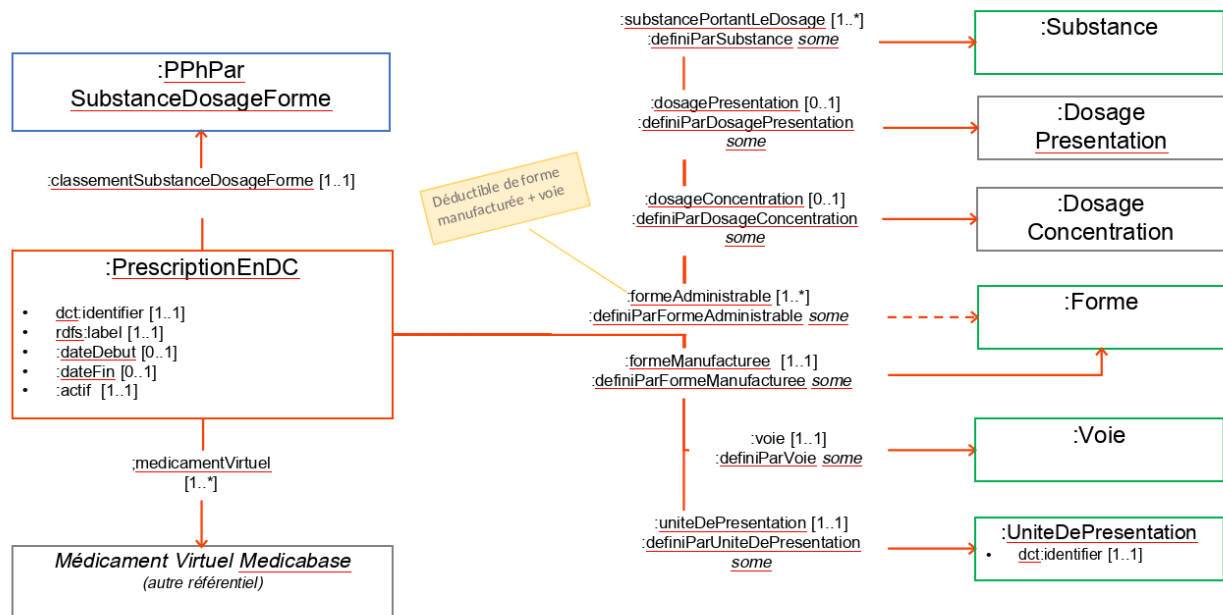 :PPhPar
SubstanceDosageForme
:classementSubstanceDosageForme [1..1]
:PrescriptionEnDC
• dct:identifier [1..1]
• rdfs:label [1..1]
• :dateDebut [0..1]
• :dateFin [0..1]
• :actif [1..1]
;medicamentVirtuel
[1..*]
Médicament Virtuel Medicabase
(autre référentiel)
Déductible de forme
manufacturée + voie
:substancePortantLeDosage [1..*]
:definiParSubstance some
:Substance
:dosagePresentation [0..1]
:definiParDosagePresentation
some
:Dosage
Presentation
:dosageConcentration [0..1]
:definiParDosageConcentration
some
:Dosage
Concentration
:formeAdministrable [1..*]
:definiParFormeAdministrable some
:Forme
:formeManufacturee [1..1]
:definiParFormeManufacturee some
:voie [1..1]
:definiParVoie some
:Voie
:uniteDePresentation [1..1]
:definiParUniteDePresentation
some
:UniteDePresentation
• dct:identifier [1..1]